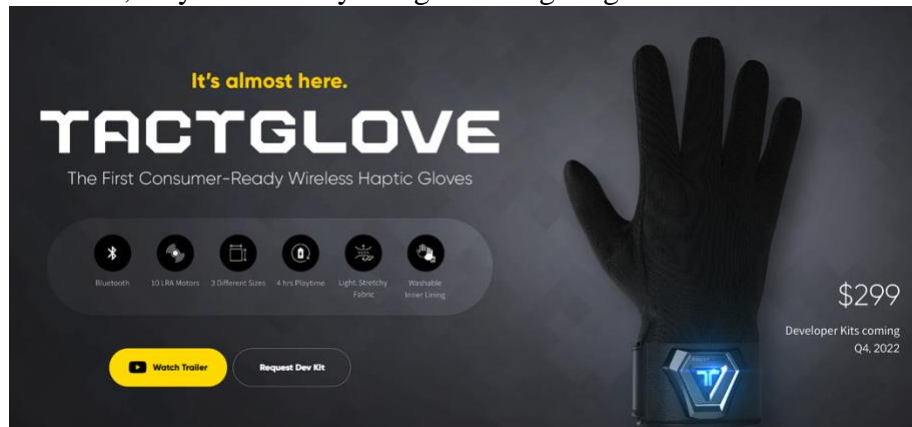 It's almost here.
TACTGLOVE
The First Consumer-Ready Wireless Haptic Gloves
Bluetooth
10 LRA Motors
3 Different Sizes
4 hrs Playtime
Light, Stretchy
Fabric
Washable
Inner Lining
Watch Trailer
Request Dev Kit
$299
Developer Kits coming
Q4, 2022